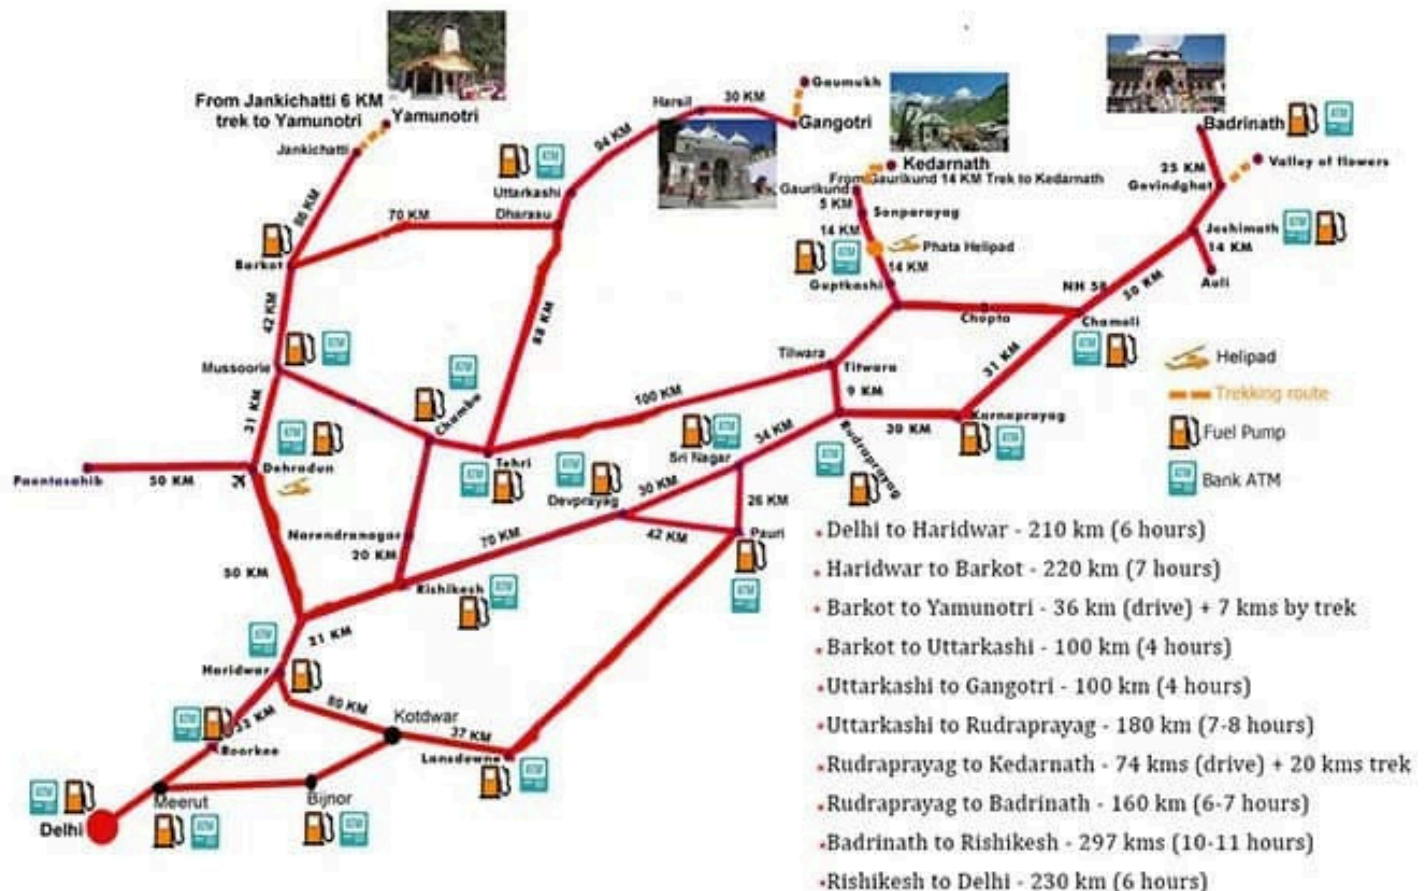 From Jankichatti 6 KM
trek to Yamunotri
Yamunotri
Jankichatti
Harsil
30 KM
Gaumukh
Gangotri
94 KM
Uttarkashi
Dharasu
70 KM
Barkot
42 KM
Mussoorie
88 KM
Kedarnath
From Gaurikund 14 KM Trek to Kedarnath
Gaurikund
5 KM
Sonparayag
14 KM
Phata Helipad
14 KM
Guptkashi
Badrinath
25 KM
Valley of flowers
Govindghat
Joshimath
14 KM
Auli
NH 58
50 KM
Chopta
Chamoli
31 KM
Tilwara
Titwara
9 KM
100 KM
Karnaprayag
Rudraprayag
34 KM
Sri Nagar
Chamba
31 KM
Tehri
Devprayag
30 KM
Dehradun
Paontasahib
50 KM
26 KM
Pauri
42 KM
70 KM
Narendranagar
20 KM
Rishikesh
50 KM
21 KM
Haridwar
Kotdwar
37 KM
Lansdowne
Roorkee
Meerut
Bijnor
Delhi
Helipad
Trekking route
Fuel Pump
Bank ATM
Delhi to Haridwar - 210 km (6 hours)
Haridwar to Barkot - 220 km (7 hours)
Barkot to Yamunotri - 36 km (drive) + 7 kms by trek
Barkot to Uttarkashi - 100 km (4 hours)
Uttarkashi to Gangotri - 100 km (4 hours)
Uttarkashi to Rudraprayag - 180 km (7-8 hours)
Rudraprayag to Kedarnath - 74 kms (drive) + 20 kms trek
Rudraprayag to Badrinath - 160 km (6-7 hours)
Badrinath to Rishikesh - 297 kms (10-11 hours)
Rishikesh to Delhi - 230 km (6 hours)